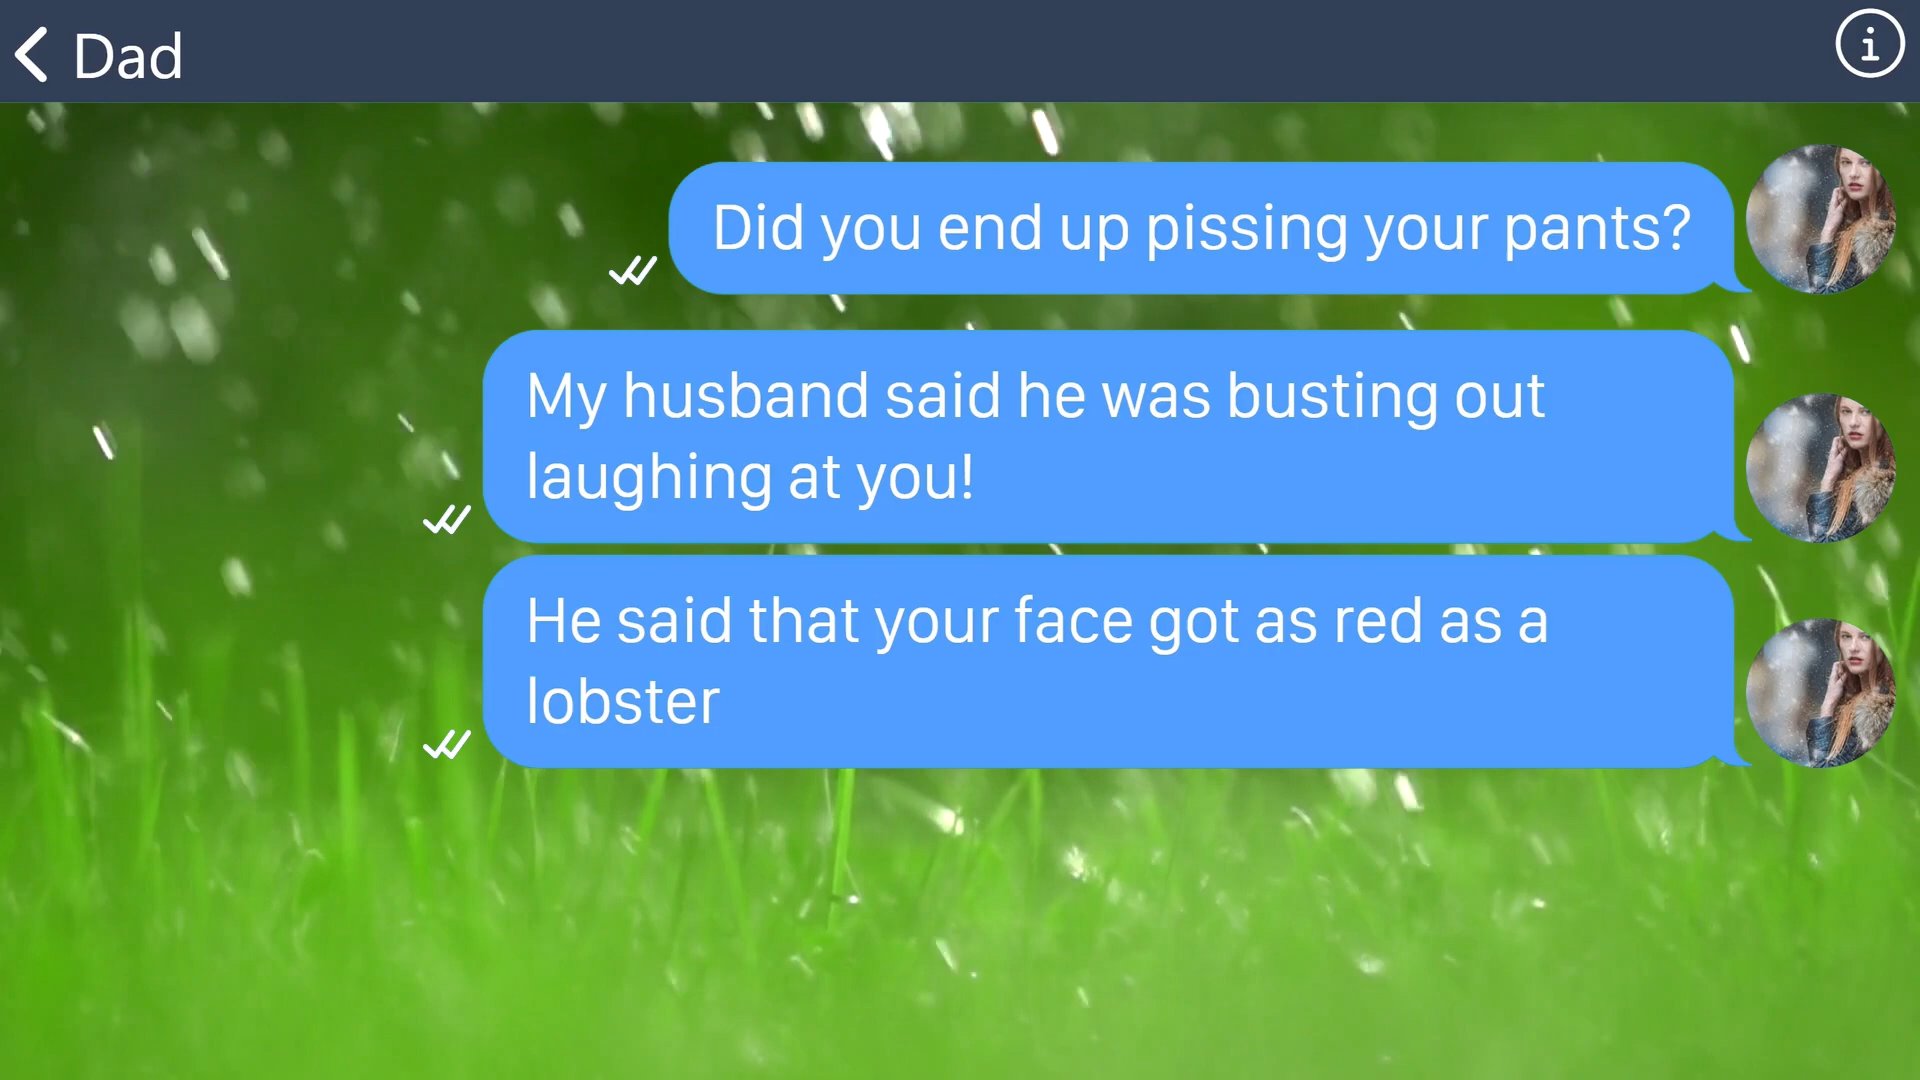 Dad
Did you end up pissing your pants?
My husband said he was busting out
laughing at you!
He said that your face got as red as a
lobster